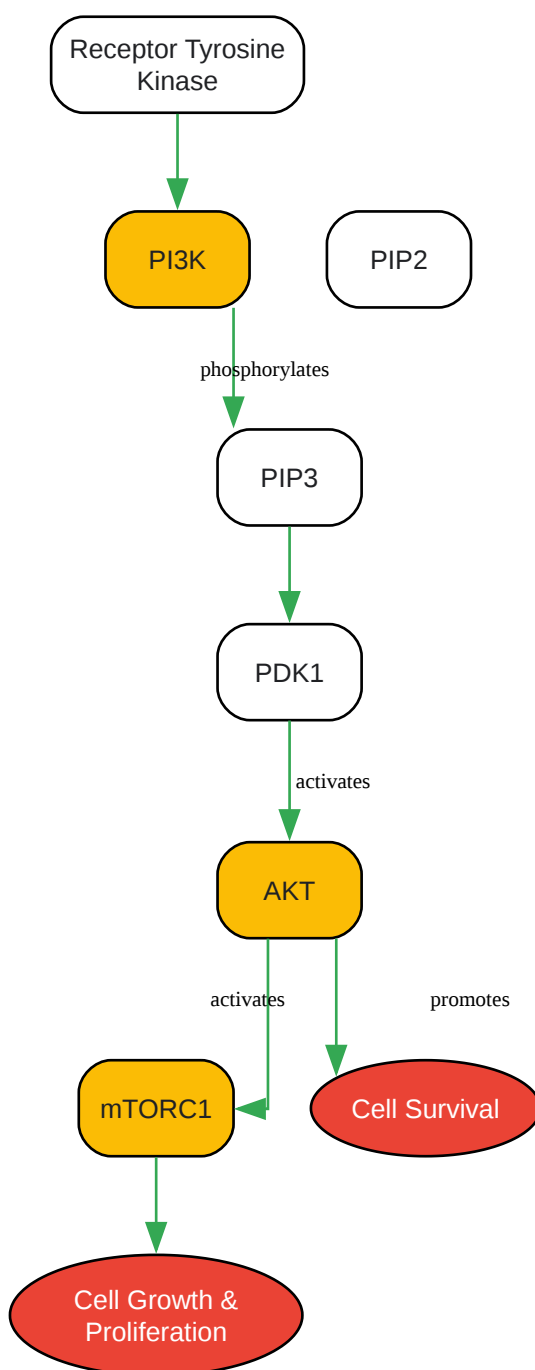 Receptor Tyrosine
Kinase
PI3K
PIP2
phosphorylates
PIP3
PDK1
activates
AKT
activates
promotes
mTORC1
Cell Survival
Cell Growth &
Proliferation